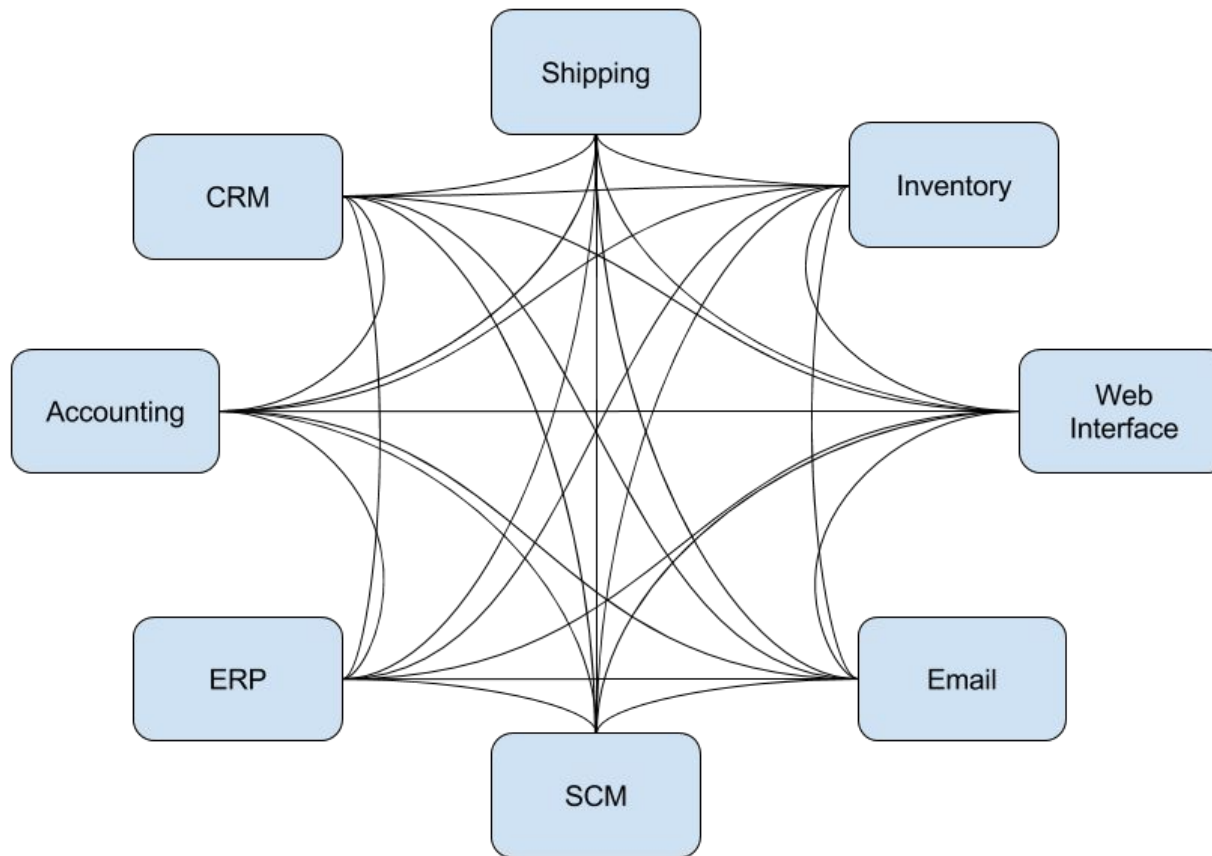 Shipping
CRM
Inventory
Accounting
Web
Interface
ERP
Email
SCM